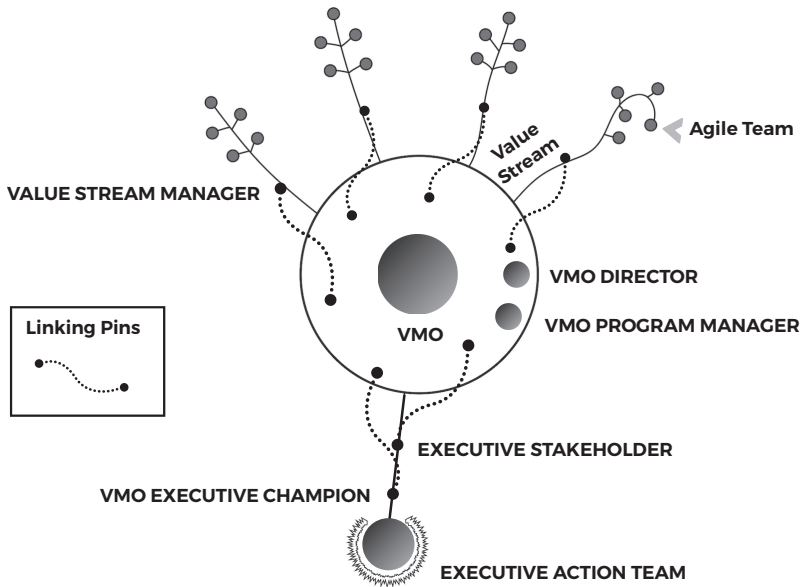 Value
Stream
Agile Team
VALUE STREAM MANAGER
VMO DIRECTOR
VMO PROGRAM MANAGER
VMO
Linking Pins
EXECUTIVE STAKEHOLDER
VMO EXECUTIVE CHAMPION
EXECUTIVE ACTION TEAM